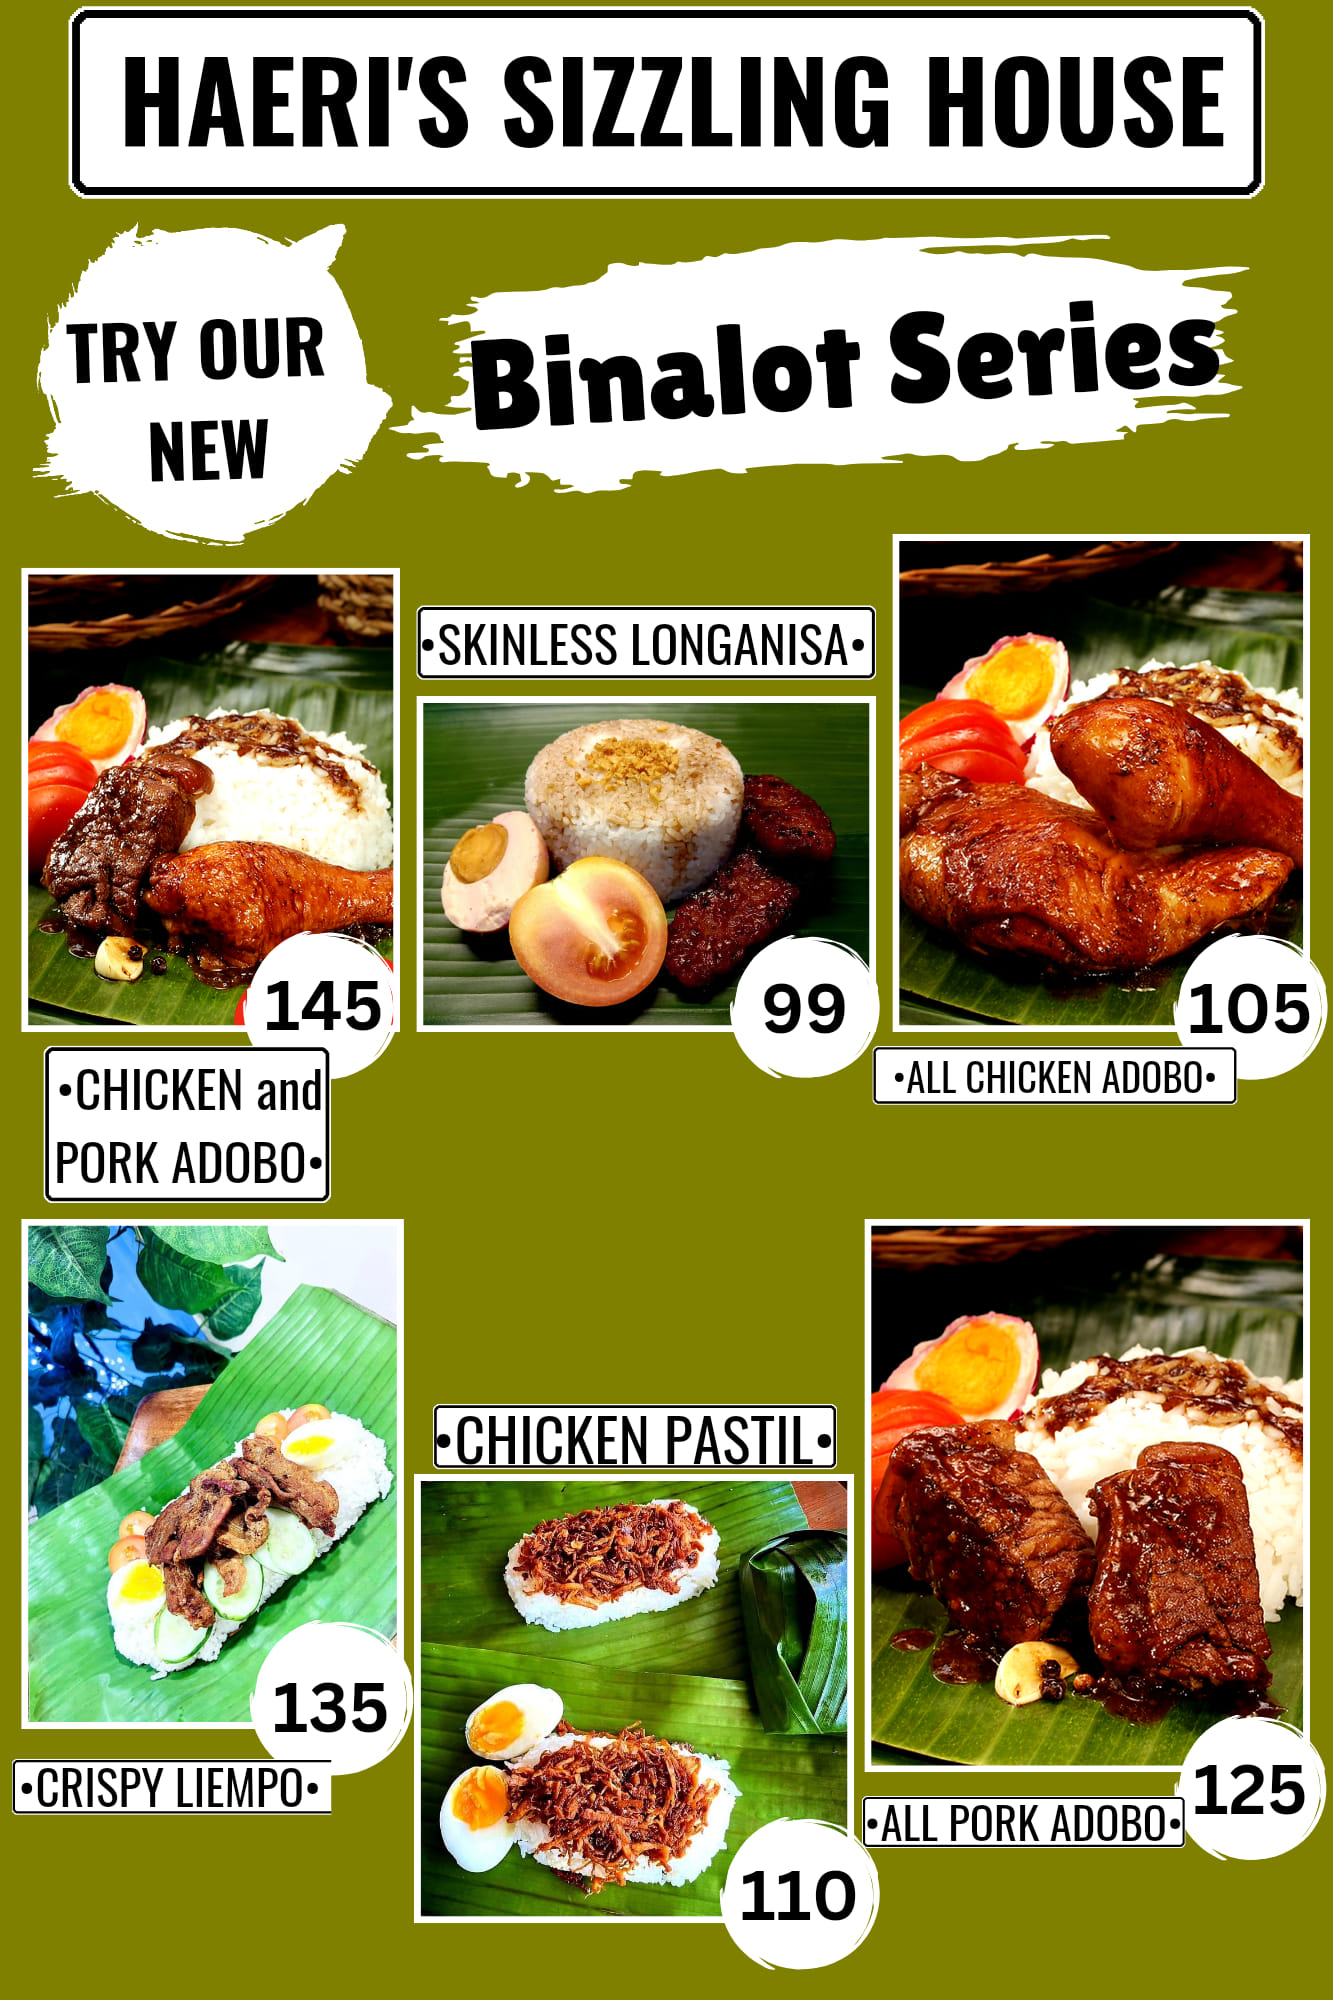 HAERI'S SIZZLING HOUSE
TRY OUR
NEW
Binalot Series
•SKINLESS LONGANISA•
145
99
105
•CHICKEN and
PORK ADOBO•
•ALL CHICKEN ADOBO•
•CHICKEN PASTIL•
135
•CRISPY LIEMPO•
125
•ALL PORK ADOBO•
110